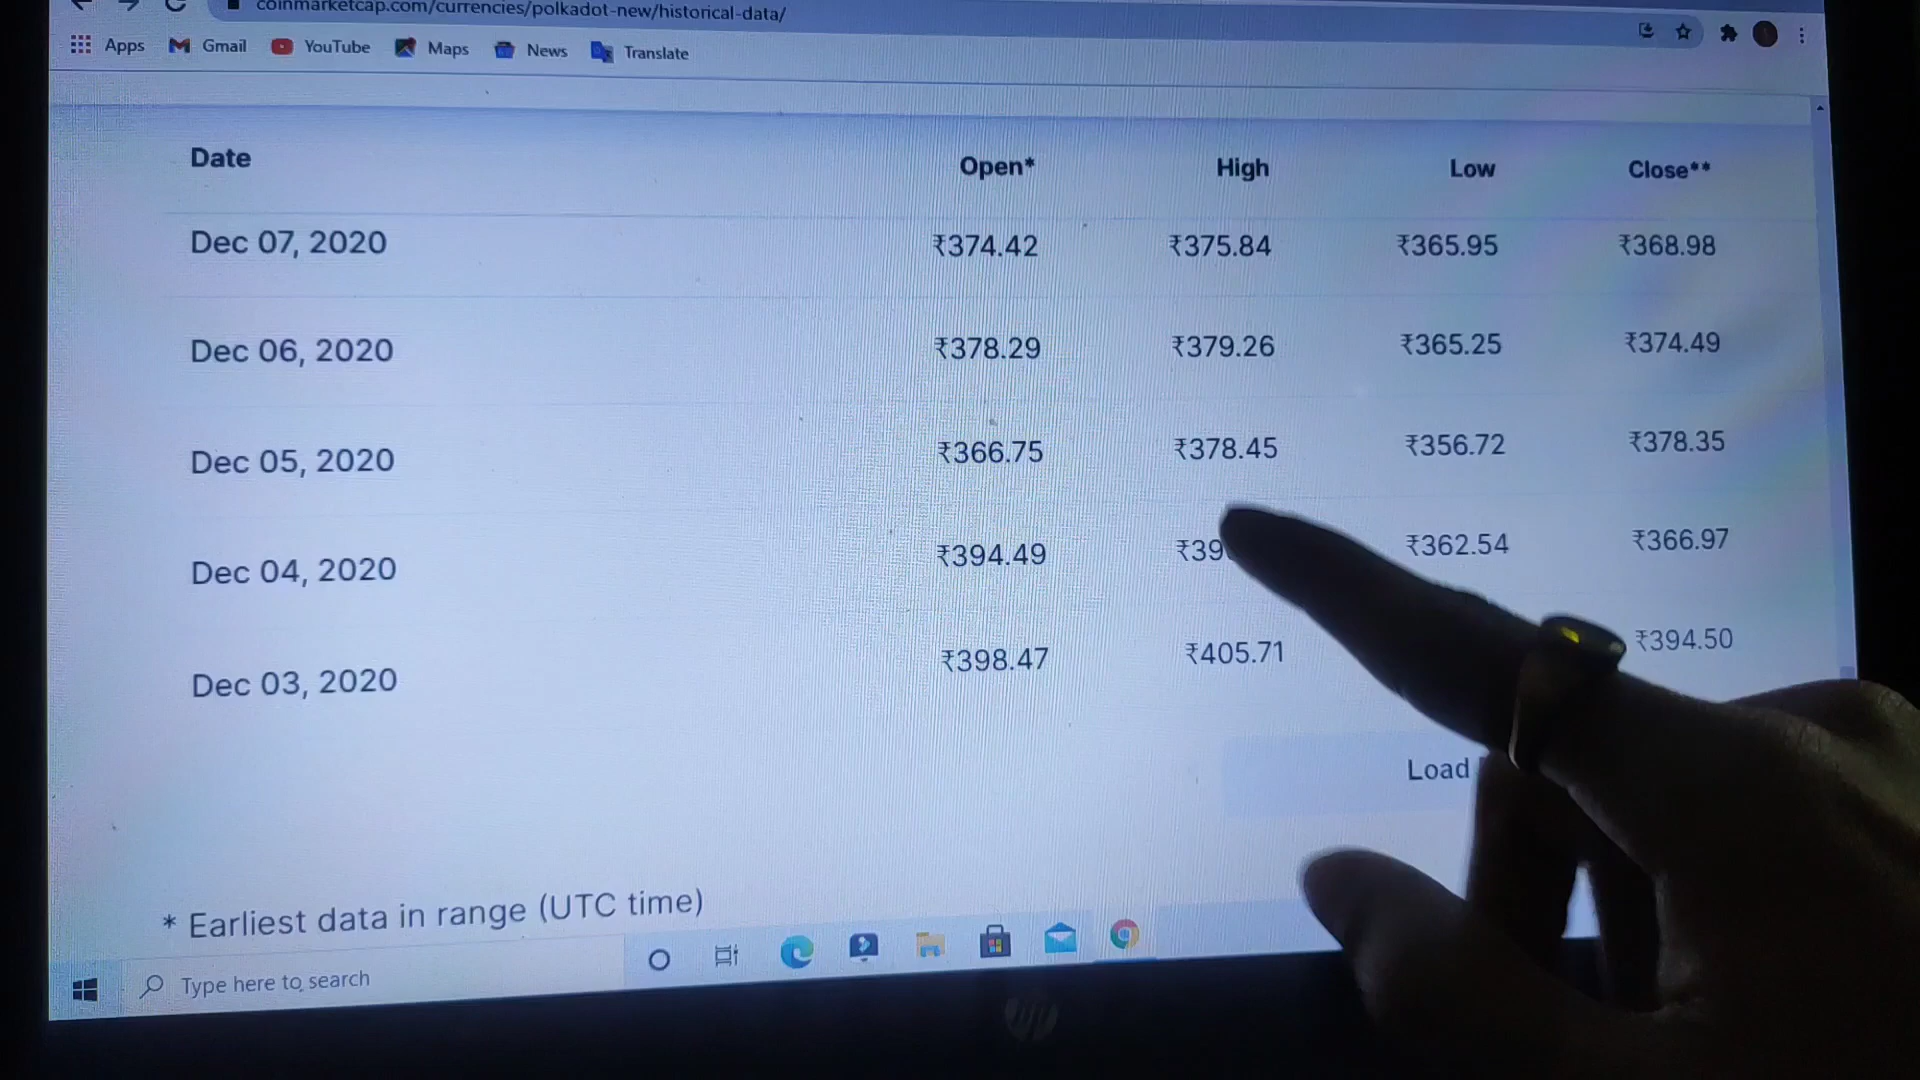 coinmarketcap.com/currencies/polkadot-new/historical-data/
Apps Gmail YouTube Maps News Translate
Date Open* High Low Close**
Dec 07, 2020 ₹374.42 ₹375.84 ₹365.95 ₹368.98
Dec 06, 2020 ₹378.29 ₹379.26 ₹365.25 ₹374.49
Dec 05, 2020 ₹366.75 ₹378.45 ₹356.72 ₹378.35
Dec 04, 2020 ₹394.49 ₹362.54 ₹366.97
Dec 03, 2020 ₹398.47 ₹405.71 ₹394.50
Load
* Earliest data in range (UTC time)
Type here to search
hp